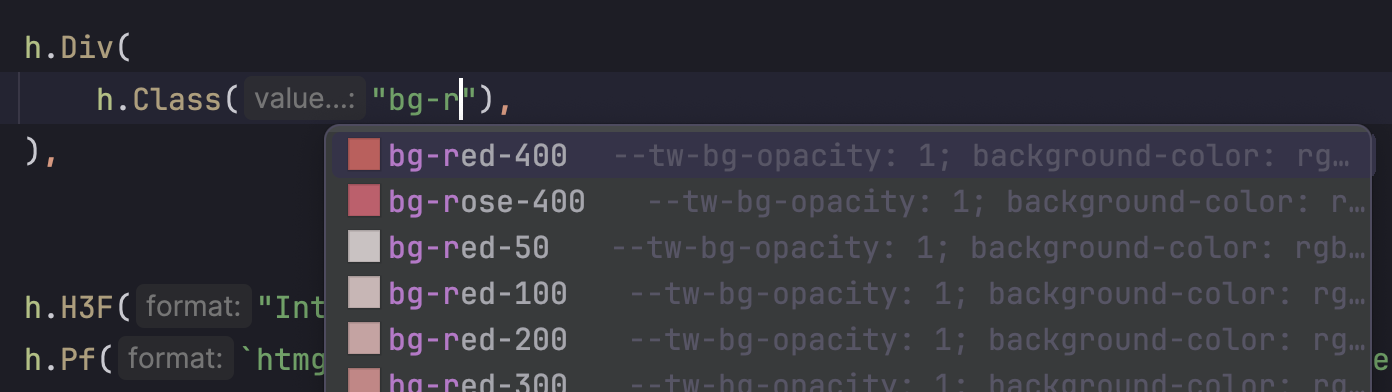 h.Div(
h.Class( value...: "bg-r"),
),
bg-red-400 --tw-bg-opacity: 1; background-color: rg…
bg-rose-400 --tw-bg-opacity: 1; background-color: r…
bg-red-50 --tw-bg-opacity: 1; background-color: rgb…
bg-red-100 --tw-bg-opacity: 1; background-color: rg…
bg-red-200 --tw-bg-opacity: 1; background-color: rg…
bg-red-300 --tw-bg-opacity: 1; background-color: rg…
h.H3F( format: "Int
h.Pf( format: `htmg